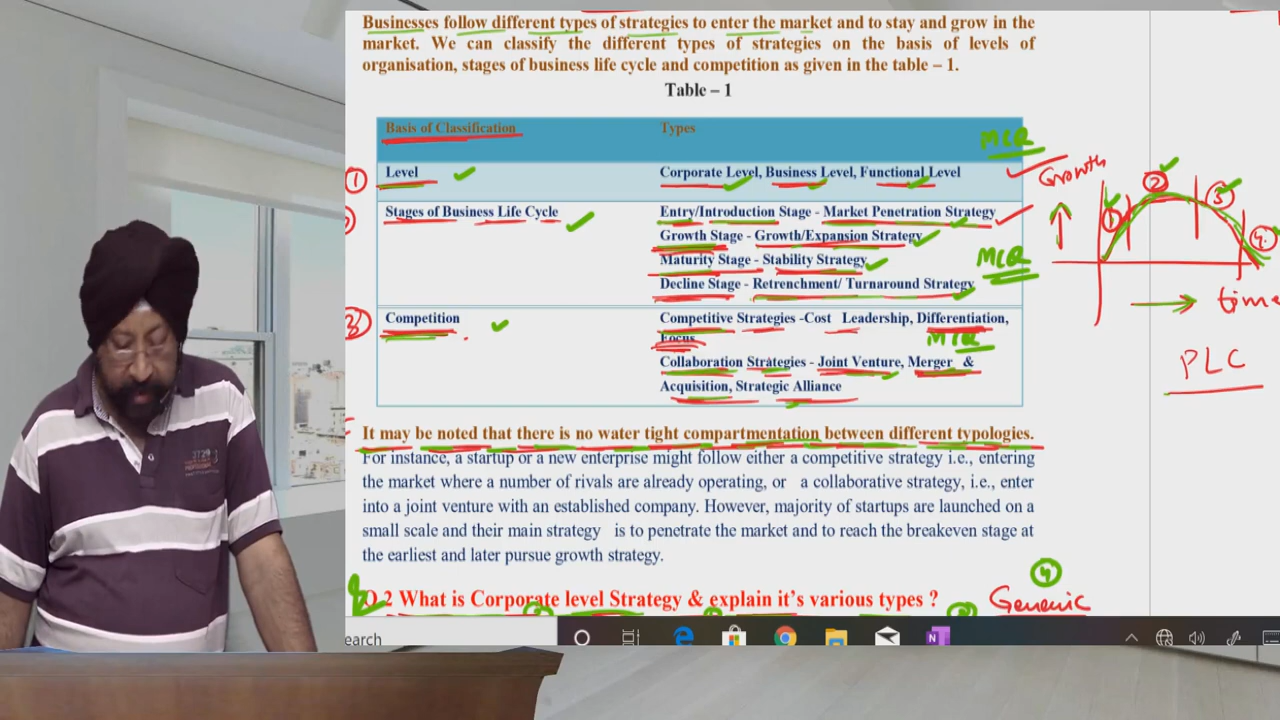 Businesses follow different types of strategies to enter the market and to stay and grow in the
market. We can classify the different types of strategies on the basis of levels of
organisation, stages of business life cycle and competition as given in the table – 1.
Table – 1
Basis of Classification Types
MCQ
1 Level Corporate Level, Business Level, Functional Level
Stages of Business Life Cycle Entry/Introduction Stage - Market Penetration Strategy
Growth Stage - Growth/Expansion Strategy
Maturity Stage - Stability Strategy
MCQ
Decline Stage - Retrenchment/ Turnaround Strategy
3 Competition Competitive Strategies -Cost Leadership, Differentiation,
Focus
MCQ
Collaboration Strategies - Joint Venture, Merger &
Acquisition, Strategic Alliance
Growth
1 2 3 4
time
PLC
It may be noted that there is no water tight compartmentation between different typologies.
For instance, a startup or a new enterprise might follow either a competitive strategy i.e., entering
the market where a number of rivals are already operating, or a collaborative strategy, i.e., enter
into a joint venture with an established company. However, majority of startups are launched on a
small scale and their main strategy is to penetrate the market and to reach the breakeven stage at
the earliest and later pursue growth strategy.
Q.2 What is Corporate level Strategy & explain it's various types ?
Generic
earch